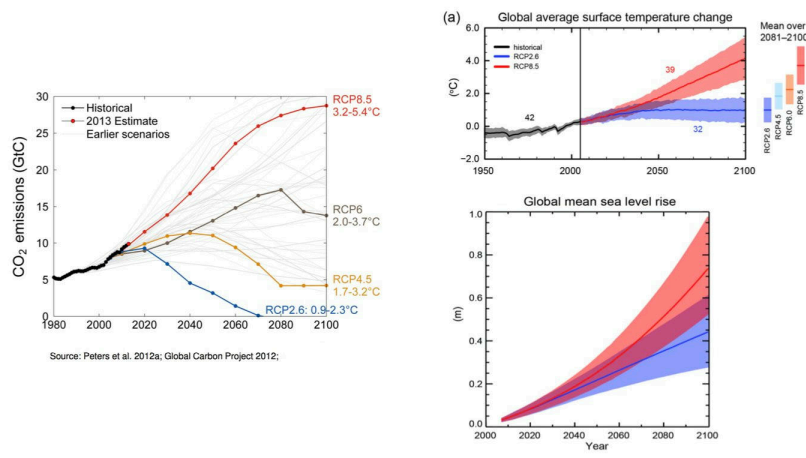 30
25
20
15
10
5
0
CO2 emissions (GtC)
Historical
2013 Estimate
Earlier scenarios
RCP8.5
3.2-5.4°C
RCP6
2.0-3.7°C
RCP4.5
1.7-3.2°C
RCP2.6: 0.9-2.3°C
1980 2000 2020 2040 2060 2080 2100
Source: Peters et al. 2012a; Global Carbon Project 2012;
(a) Global average surface temperature change
6.0
4.0
2.0
0.0
−2.0
(°C)
historical
RCP2.6
RCP8.5
42
39
32
1950 2000 2050 2100
Mean over
2081–2100
RCP2.6
RCP4.5
RCP6.0
RCP8.5
Global mean sea level rise
1.0
0.8
0.6
0.4
0.2
0.0
(m)
2000 2020 2040 2060 2080 2100
Year